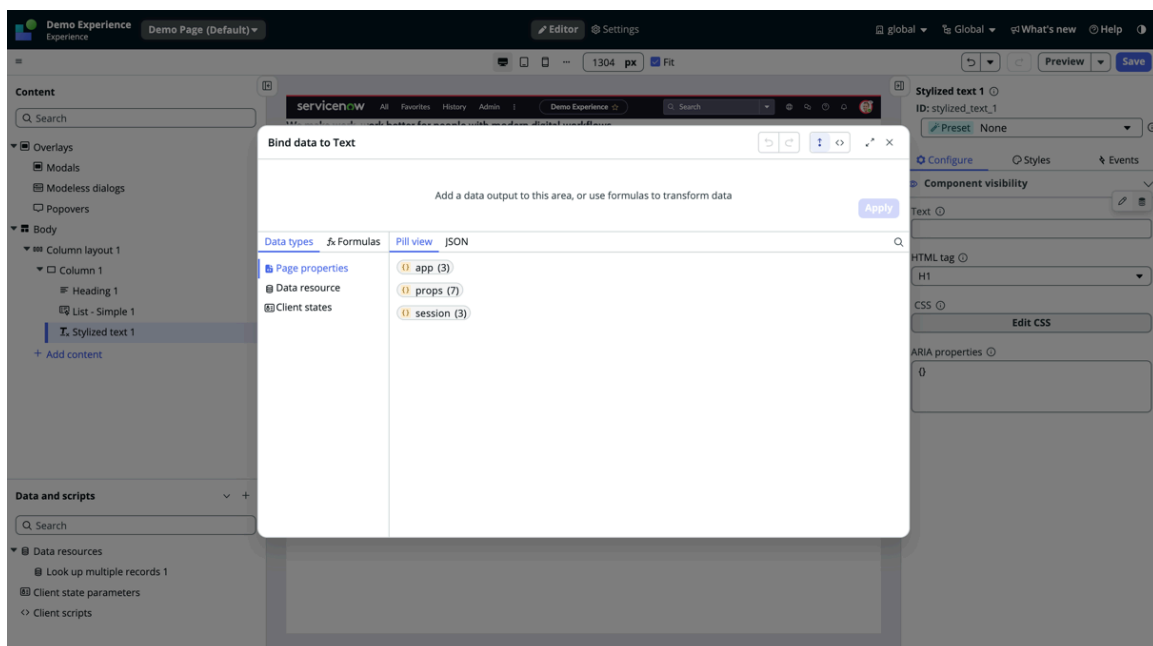 Demo Experience
Experience
Demo Page (Default)
Editor
Settings
global
Global
What's new
Help
1304 px
Fit
Preview
Save
Content
Search
Overlays
Modals
Modeless dialogs
Popovers
Body
Column layout 1
Column 1
Heading 1
List - Simple 1
Stylized text 1
+ Add content
Data and scripts
Search
Data resources
Look up multiple records 1
Client state parameters
Client scripts
servicenow All Favorites History Admin Demo Experience Search
Bind data to Text
Add a data output to this area, or use formulas to transform data
Apply
Data types fx Formulas Pill view JSON
Page properties
Data resource
Client states
{} app (3)
{} props (7)
{} session (3)
Stylized text 1
ID: stylized_text_1
Preset None
Configure Styles Events
Component visibility
Text
HTML tag
H1
CSS
Edit CSS
ARIA properties
{}